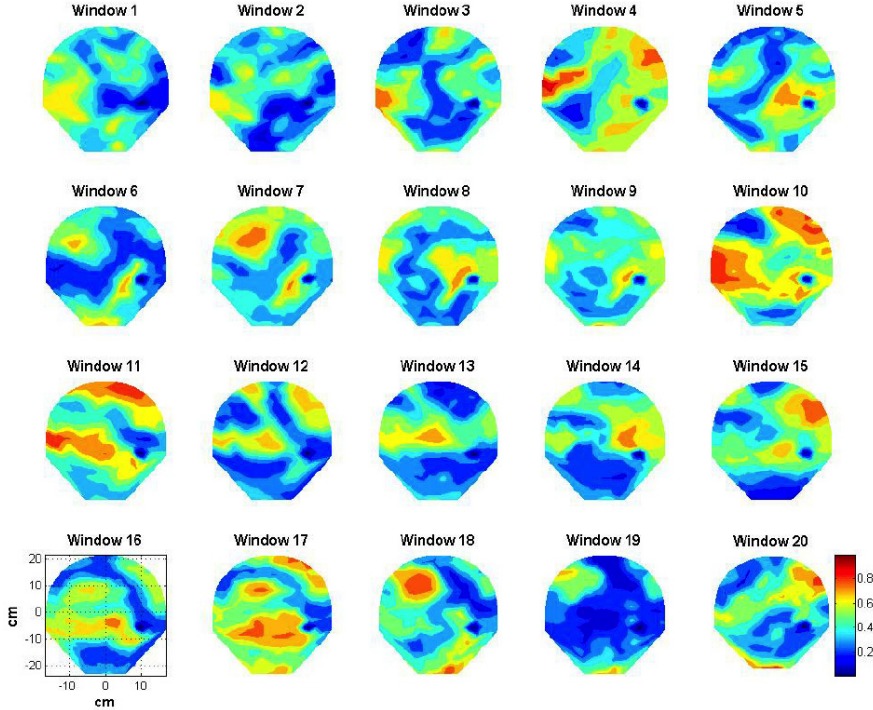 Window 1
Window 2
Window 3
Window 4
Window 5
Window 6
Window 7
Window 8
Window 9
Window 10
Window 11
Window 12
Window 13
Window 14
Window 15
Window 16
Window 17
Window 18
Window 19
Window 20
20
10
0
-10
-20
cm
-10 0 10
cm
0.8
0.6
0.4
0.2